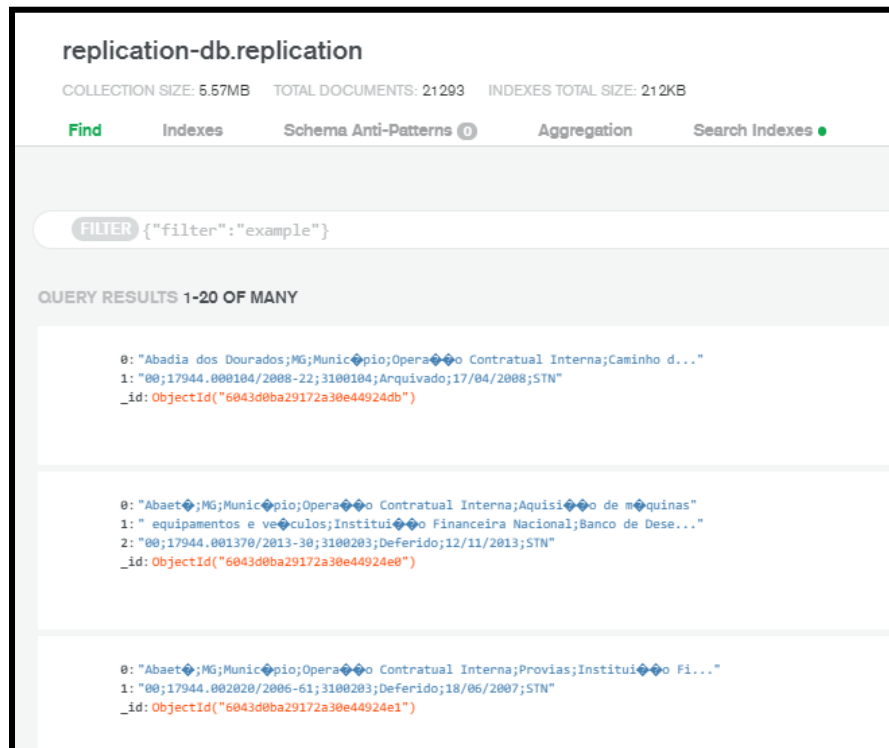 replication-db.replication
COLLECTION SIZE: 5.57MB TOTAL DOCUMENTS: 21293 INDEXES TOTAL SIZE: 212KB
Find Indexes Schema Anti-Patterns 0 Aggregation Search Indexes
FILTER {"filter":"example"}
QUERY RESULTS 1-20 OF MANY
0: "Abadia dos Dourados;MG;Munic�pio;Opera��o Contratual Interna;Caminho d..."
1: "00;17944.000104/2008-22;3100104;Arquivado;17/04/2008;STN"
_id: ObjectId("6043d0ba29172a30e44924db")
0: "Abaet�;MG;Munic�pio;Opera��o Contratual Interna;Aquisi��o de m�quinas"
1: " equipamentos e ve�culos;Institui��o Financeira Nacional;Banco de Dese..."
2: "00;17944.001370/2013-30;3100203;Deferido;12/11/2013;STN"
_id: ObjectId("6043d0ba29172a30e44924e0")
0: "Abaet�;MG;Munic�pio;Opera��o Contratual Interna;Provias;Institui��o Fi..."
1: "00;17944.002020/2006-61;3100203;Deferido;18/06/2007;STN"
_id: ObjectId("6043d0ba29172a30e44924e1")